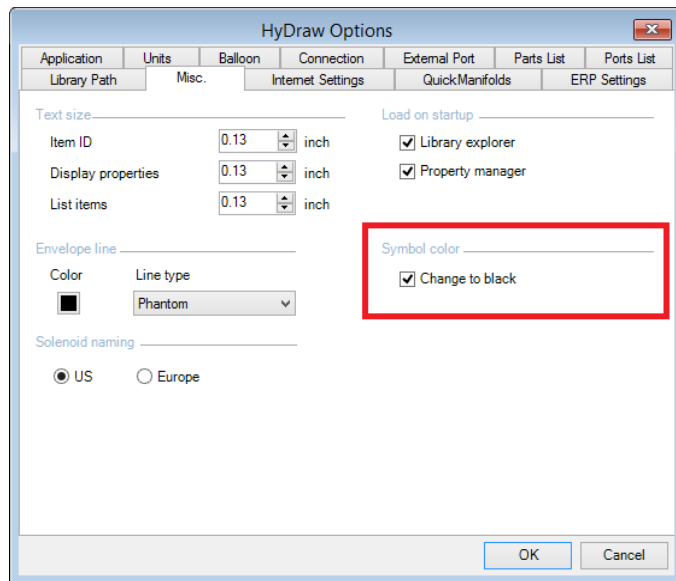 HyDraw Options
Application Units Balloon Connection External Port Parts List Ports List
Library Path Misc. Internet Settings QuickManifolds ERP Settings
Text size
Item ID 0.13 inch
Display properties 0.13 inch
List items 0.13 inch
Load on startup
Library explorer
Property manager
Envelope line
Color Line type
Phantom
Symbol color
Change to black
Solenoid naming
US Europe
OK Cancel